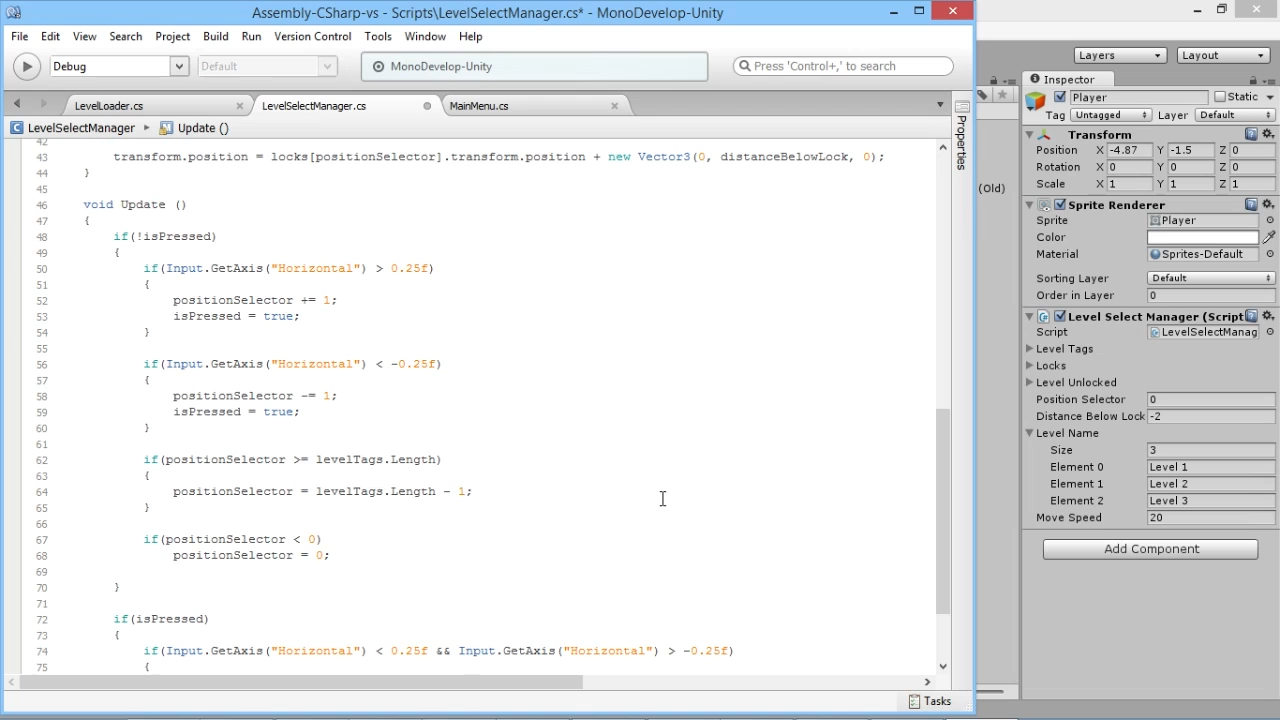 Assembly-CSharp-vs - Scripts\LevelSelectManager.cs* - MonoDevelop-Unity
File Edit View Search Project Build Run Version Control Tools Window Help
Debug Default MonoDevelop-Unity Press 'Control+,' to search
LevelLoader.cs LevelSelectManager.cs MainMenu.cs
LevelSelectManager Update ()
42
43 transform.position = locks[positionSelector].transform.position + new Vector3(0, distanceBelowLock, 0);
44 }
45
46 void Update ()
47 {
48 if(!isPressed)
49 {
50 if(Input.GetAxis("Horizontal") > 0.25f)
51 {
52 positionSelector += 1;
53 isPressed = true;
54 }
55
56 if(Input.GetAxis("Horizontal") < -0.25f)
57 {
58 positionSelector -= 1;
59 isPressed = true;
60 }
61
62 if(positionSelector >= levelTags.Length)
63 {
64 positionSelector = levelTags.Length - 1;
65 }
66
67 if(positionSelector < 0)
68 positionSelector = 0;
69
70 }
71
72 if(isPressed)
73 {
74 if(Input.GetAxis("Horizontal") < 0.25f && Input.GetAxis("Horizontal") > -0.25f)
75 {
Tasks
Properties
(Old)
Layers Layout
Inspector
Player Static
Tag Untagged Layer Default
Transform
Position X -4.87 Y -1.5 Z 0
Rotation X 0 Y 0 Z 0
Scale X 1 Y 1 Z 1
Sprite Renderer
Sprite Player
Color
Material Sprites-Default
Sorting Layer Default
Order in Layer 0
Level Select Manager (Script
Script LevelSelectManag
Level Tags
Locks
Level Unlocked
Position Selector 0
Distance Below Lock -2
Level Name
Size 3
Element 0 Level 1
Element 1 Level 2
Element 2 Level 3
Move Speed 20
Add Component